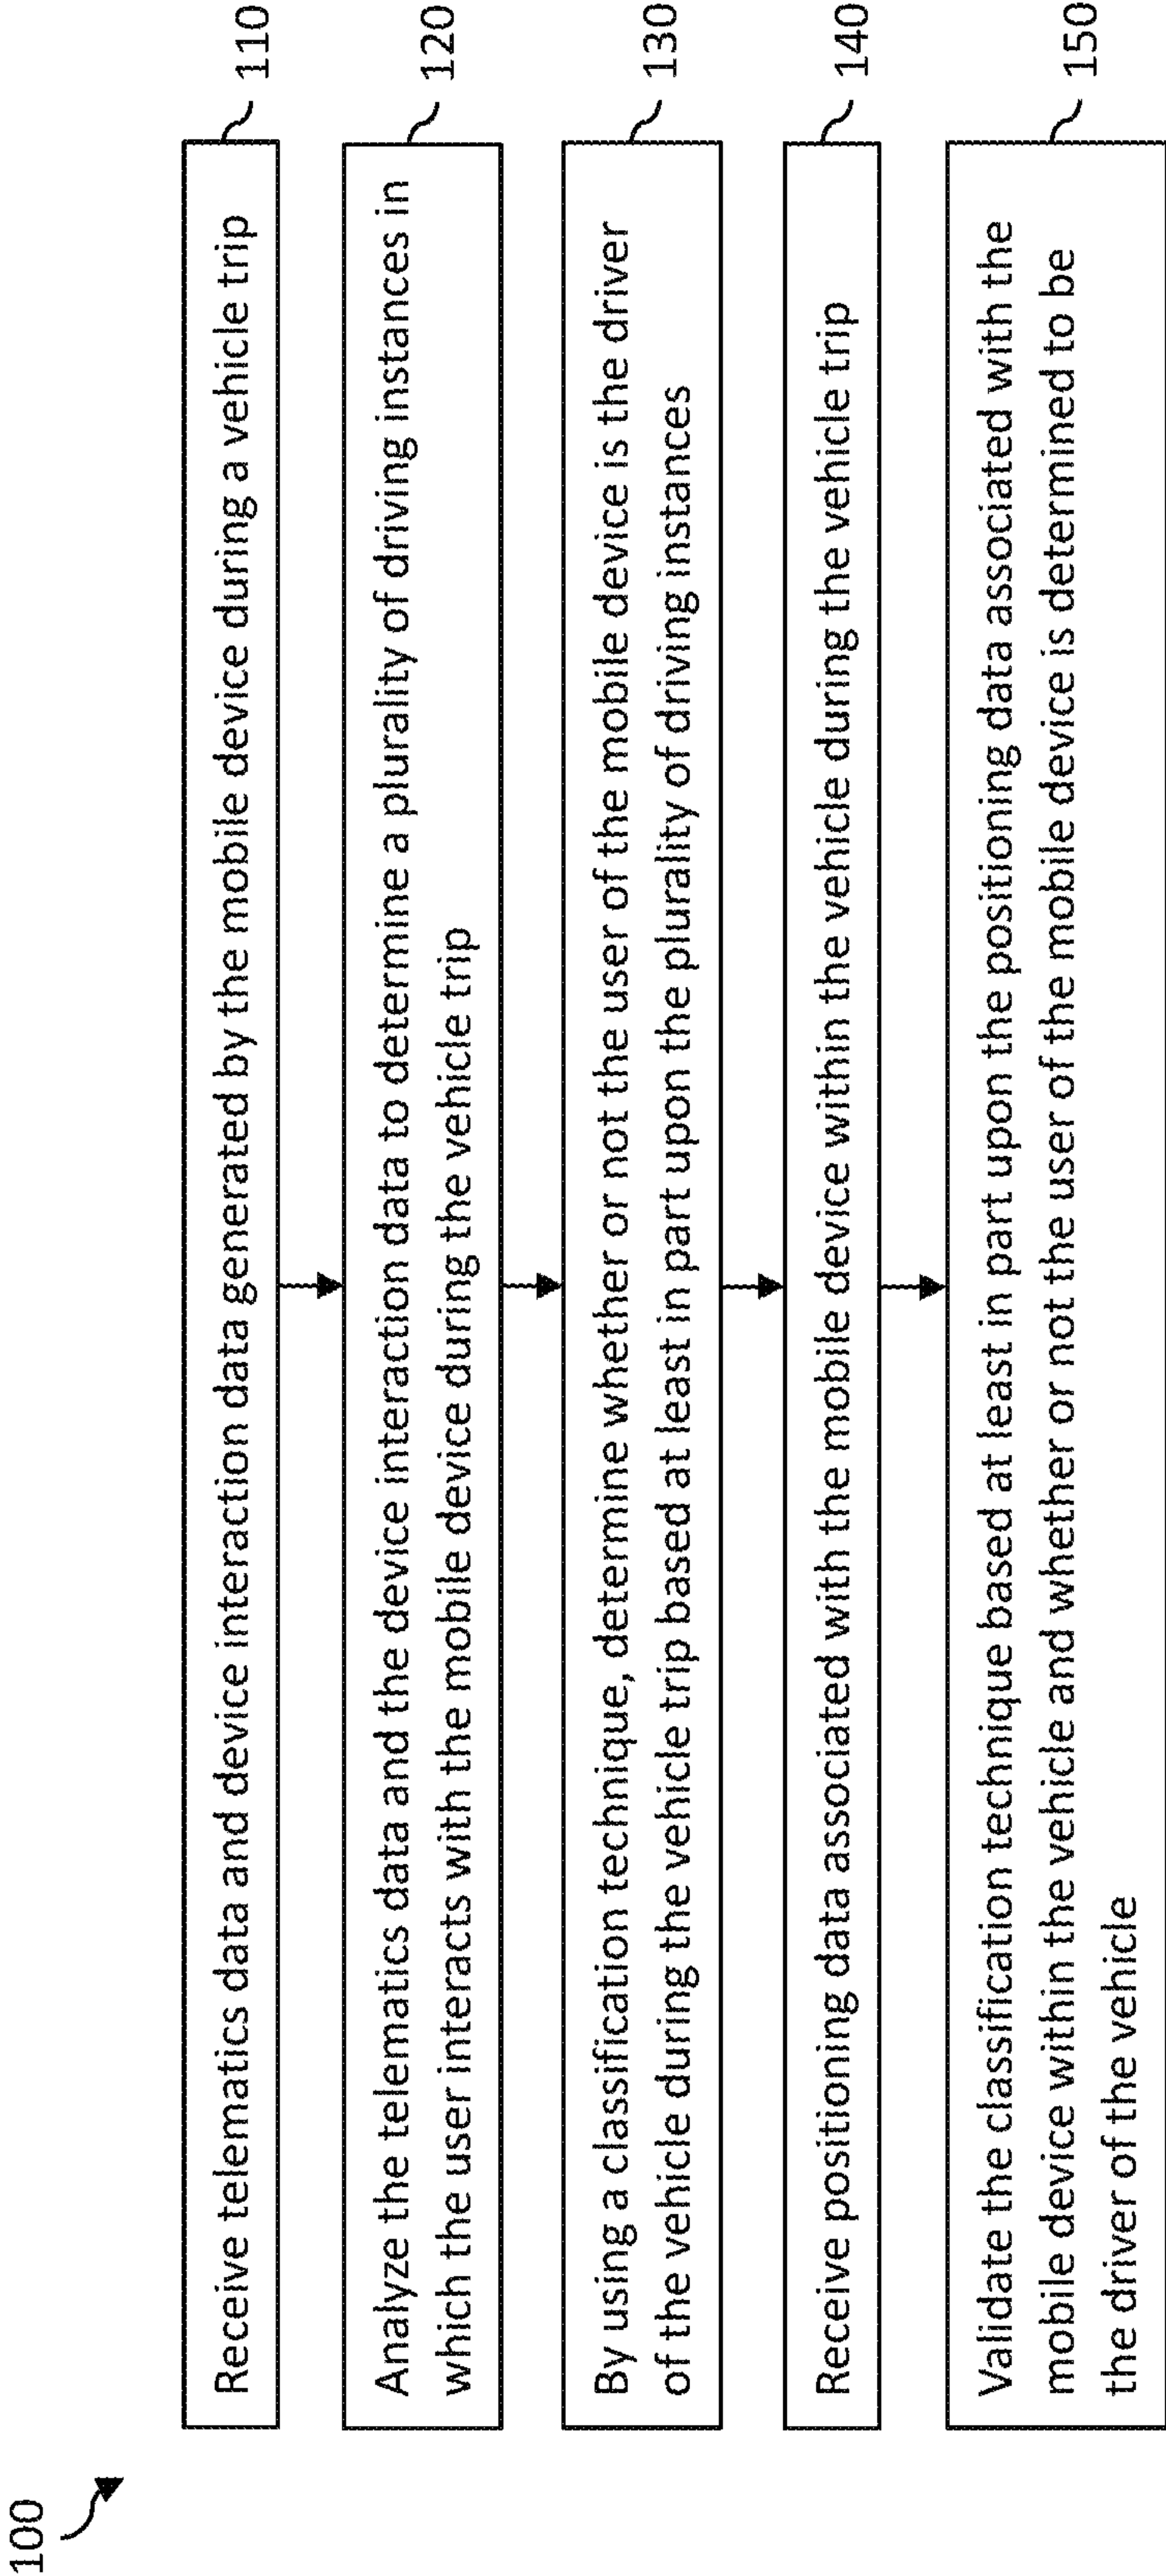 100
Receive telematics data and device interaction data generated by the mobile device during a vehicle trip
110
Analyze the telematics data and the device interaction data to determine a plurality of driving instances in
which the user interacts with the mobile device during the vehicle trip
120
By using a classification technique, determine whether or not the user of the mobile device is the driver
of the vehicle during the vehicle trip based at least in part upon the plurality of driving instances
130
Receive positioning data associated with the mobile device within the vehicle during the vehicle trip
140
Validate the classification technique based at least in part upon the positioning data associated with the
mobile device within the vehicle and whether or not the user of the mobile device is determined to be
the driver of the vehicle
150